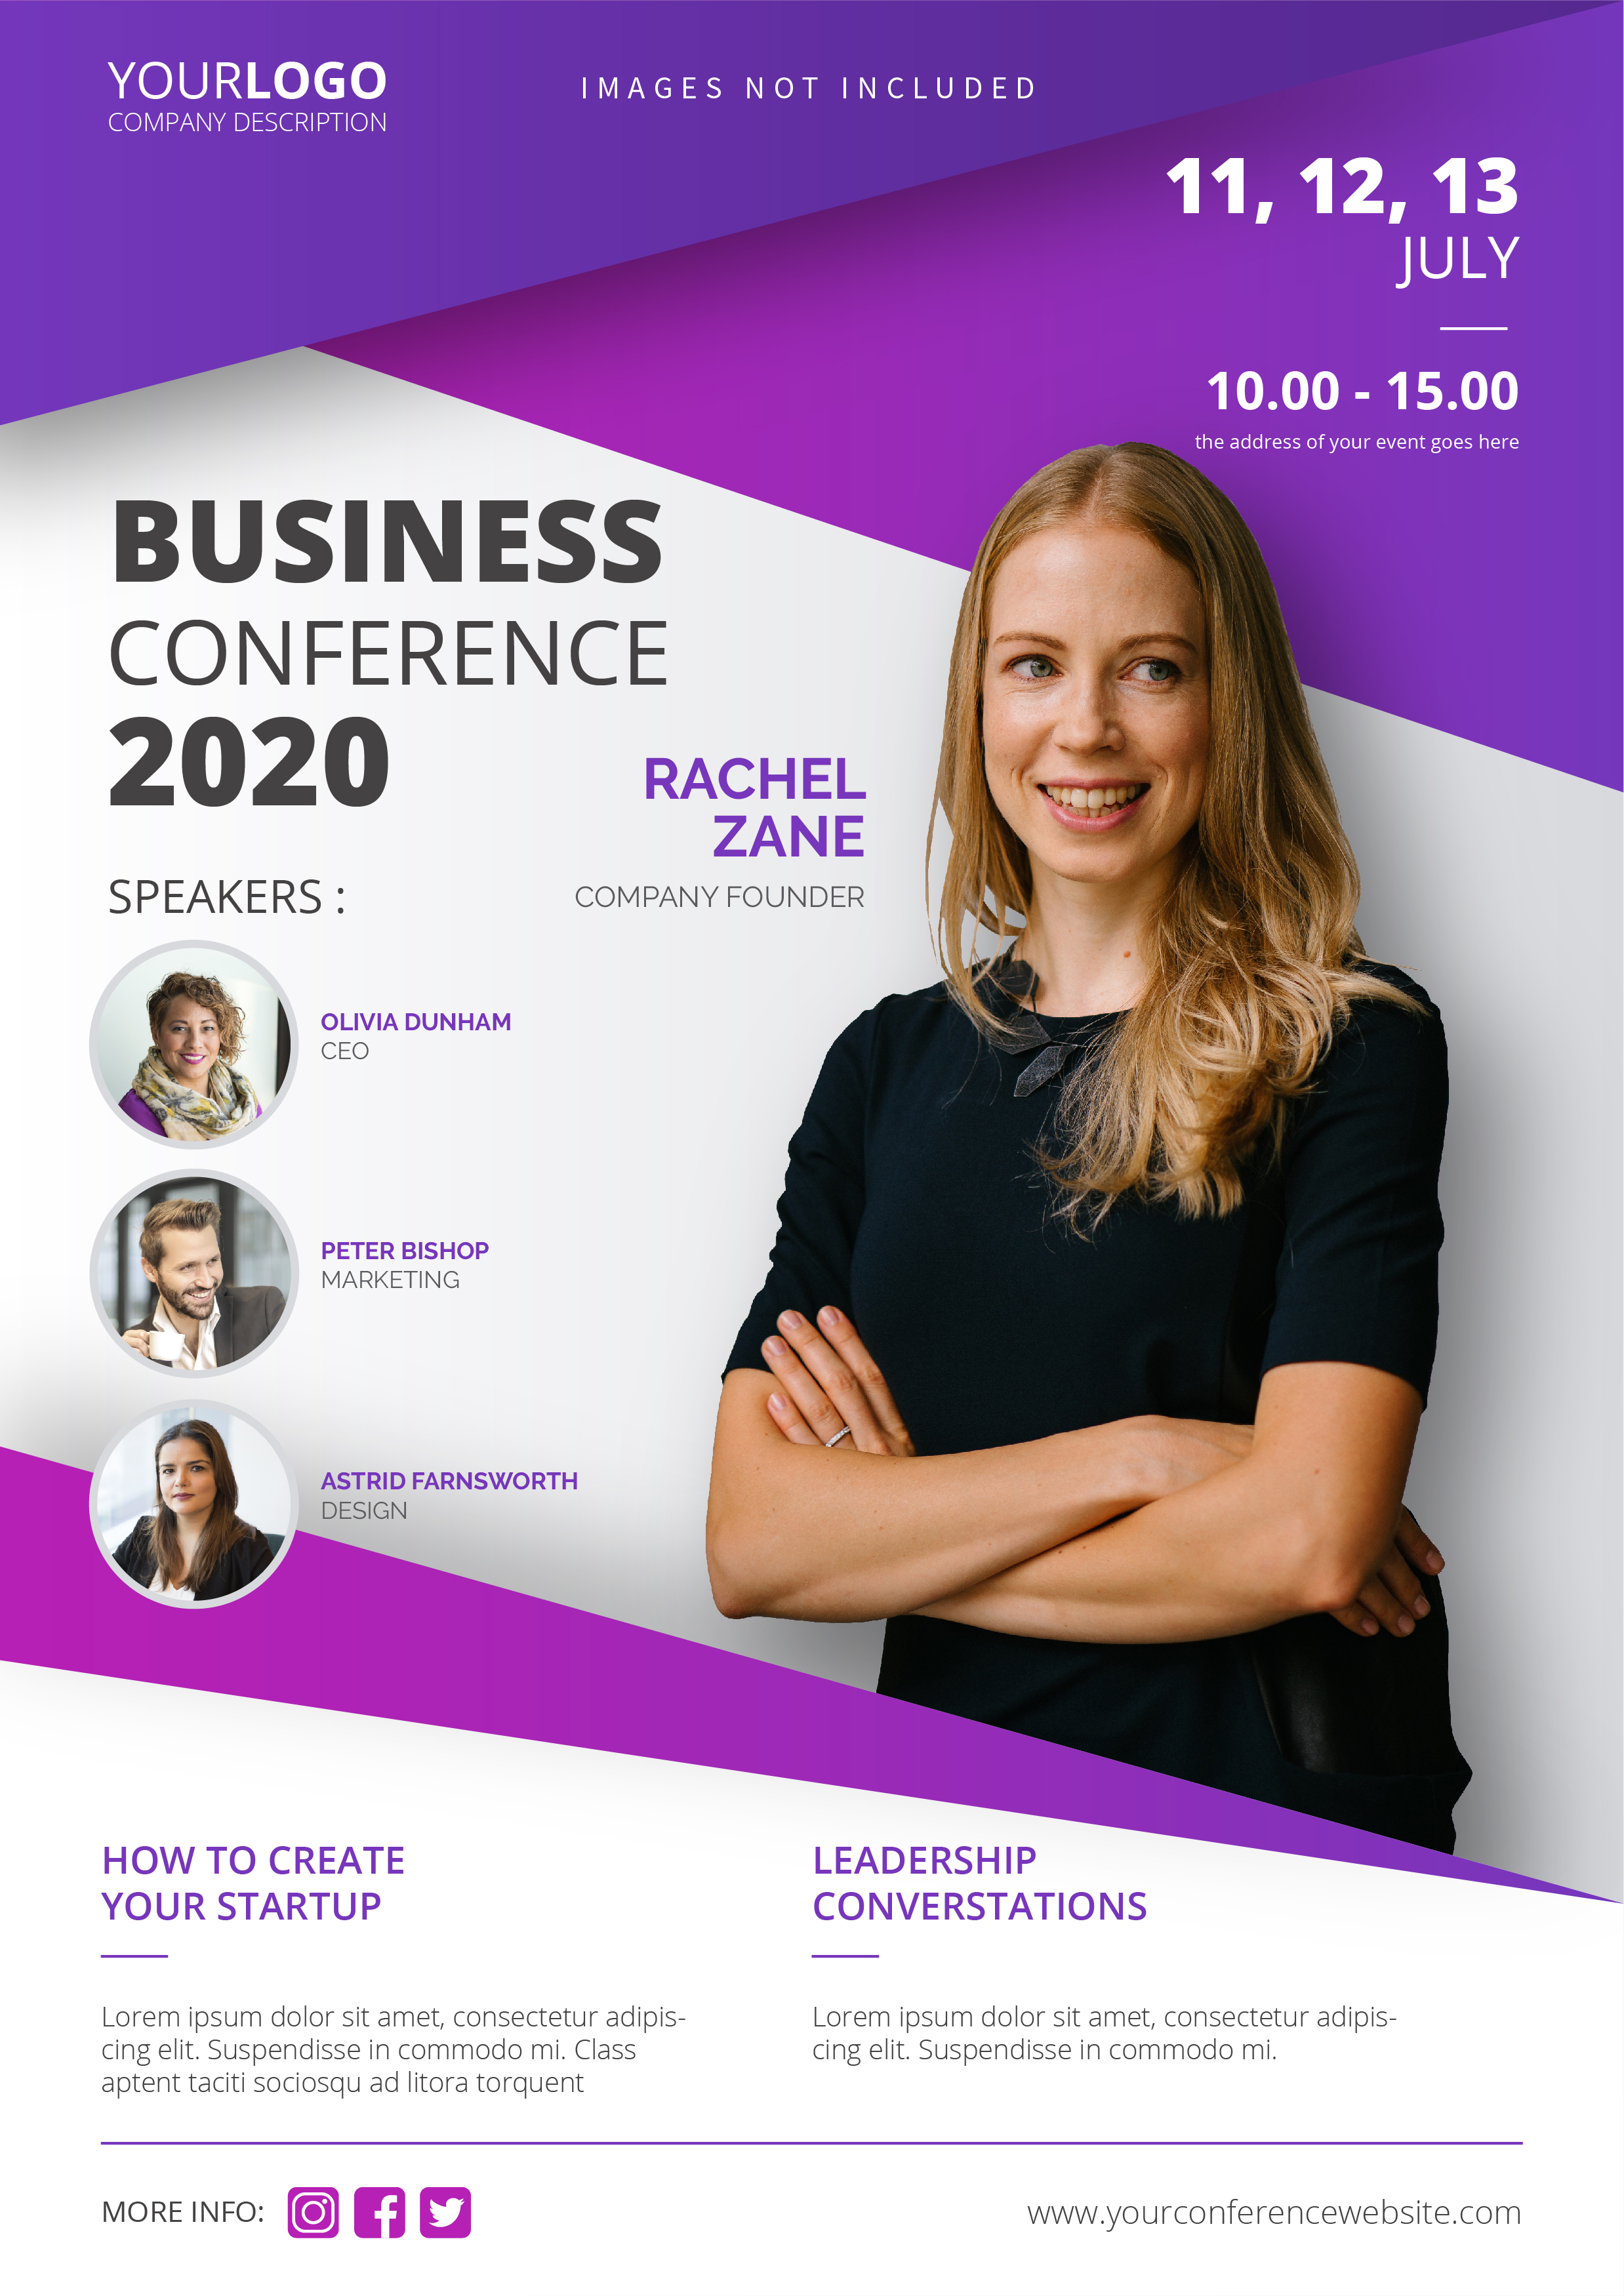 YOURLOGO
COMPANY DESCRIPTION
IMAGES NOT INCLUDED
11, 12, 13
JULY
10.00 - 15.00
the address of your event goes here
BUSINESS
CONFERENCE
2020
RACHEL
ZANE
COMPANY FOUNDER
SPEAKERS :
OLIVIA DUNHAM
CEO
PETER BISHOP
MARKETING
ASTRID FARNSWORTH
DESIGN
HOW TO CREATE
YOUR STARTUP
Lorem ipsum dolor sit amet, consectetur adipis-
cing elit. Suspendisse in commodo mi. Class
aptent taciti sociosqu ad litora torquent
LEADERSHIP
CONVERSTATIONS
Lorem ipsum dolor sit amet, consectetur adipis-
cing elit. Suspendisse in commodo mi.
MORE INFO:
www.yourconferencewebsite.com